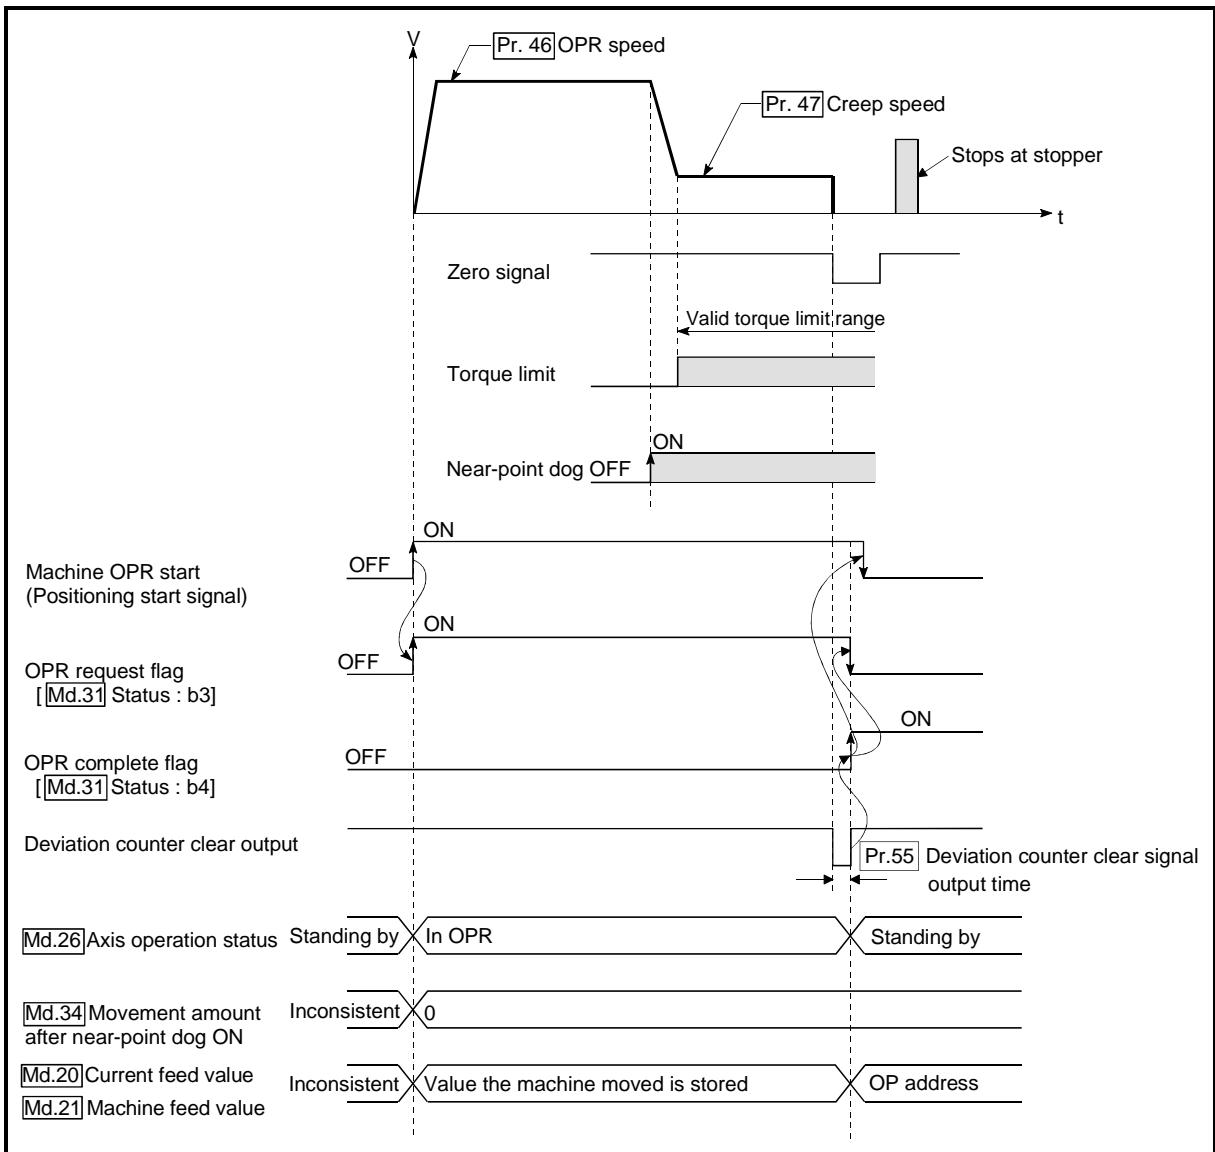 V
Pr. 46 OPR speed
Pr. 47 Creep speed
Stops at stopper
t
Zero signal
Valid torque limit range
Torque limit
ON
Near-point dog OFF
ON
OFF
Machine OPR start
(Positioning start signal)
ON
OFF
OPR request flag
[ Md.31 Status : b3]
ON
OFF
OPR complete flag
[ Md.31 Status : b4]
Deviation counter clear output
Pr.55 Deviation counter clear signal
output time
Md.26 Axis operation status Standing by In OPR Standing by
Md.34 Movement amount Inconsistent 0
after near-point dog ON
Md.20 Current feed value
Inconsistent Value the machine moved is stored OP address
Md.21 Machine feed value